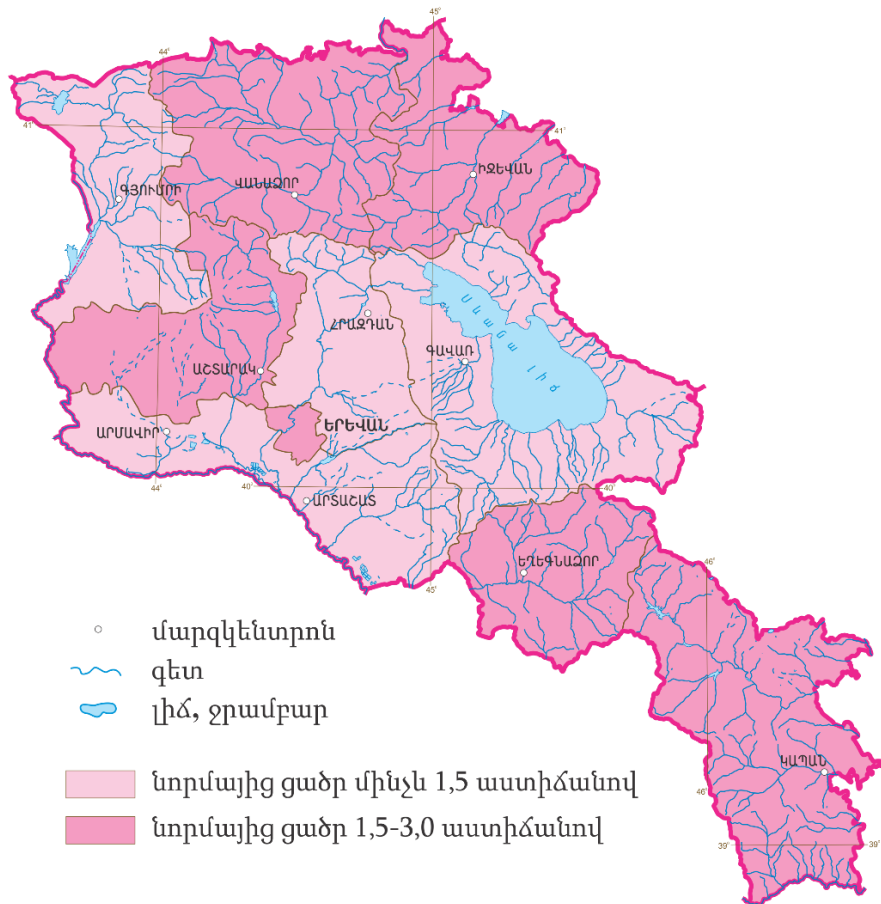 45°
44°
41°
41°
ԻՋԵՎԱՆ
ԳՅՈՒՄՐԻ
ՎԱՆԱՁՈՐ
Սևանա լիճ
ՀՐԱԶԴԱՆ
ԳԱՎԱՌ
ԱՇՏԱՐԱԿ
ԵՐԵՎԱՆ
ԱՐՄԱՎԻՐ
44°
40°
40°
ԱՐՏԱՇԱՏ
45°
46°
ԵՂԵԳՆԱՁՈՐ
մարզկենտրոն
գետ
լիճ, ջրամբար
ԿԱՊԱՆ
46°
նորմայից ցածր մինչև 1,5 աստիճանով
նորմայից ցածր 1,5-3,0 աստիճանով
39°
39°